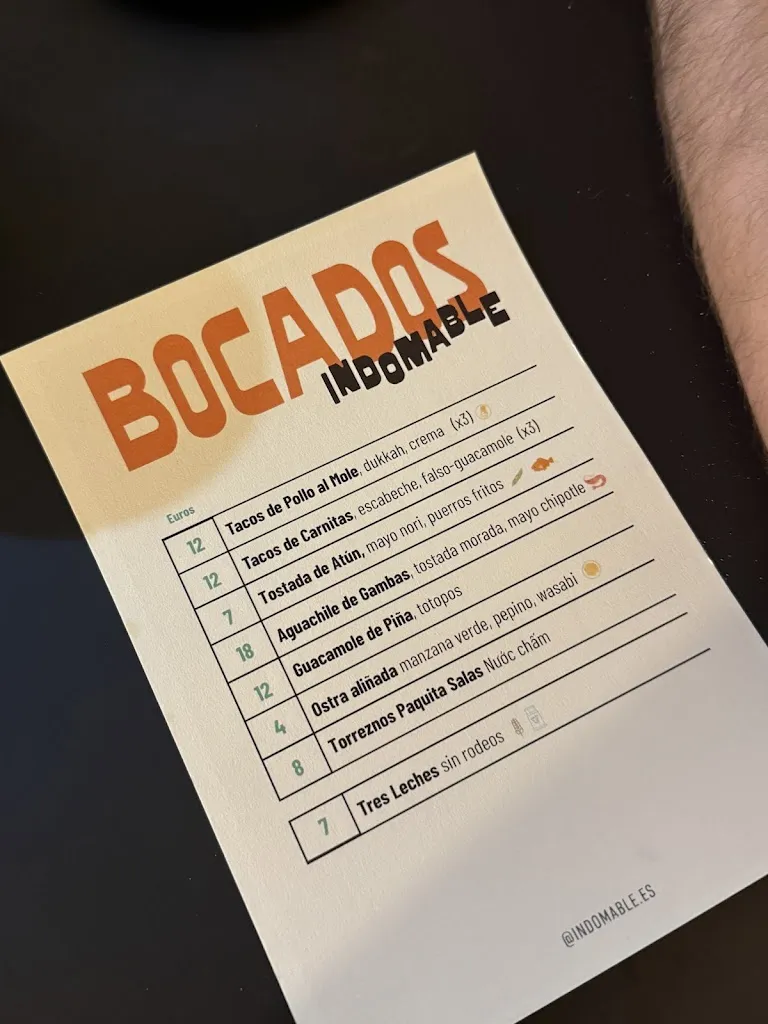 BOCADOS
INDOMABLE
Euros
12 Tacos de Pollo al Mole, dukkah, crema (x3)
12 Tacos de Carnitas, escabeche, falso-guacamole (x3)
7 Tostada de Atún, mayo nori, puerros fritos
18 Aguachile de Gambas, tostada morada, mayo chipotle
12 Guacamole de Piña, totopos
4 Ostra aliñada manzana verde, pepino, wasabi
8 Torreznos Paquita Salas Nước chấm
7 Tres Leches sin rodeos
@INDOMABLE.ES